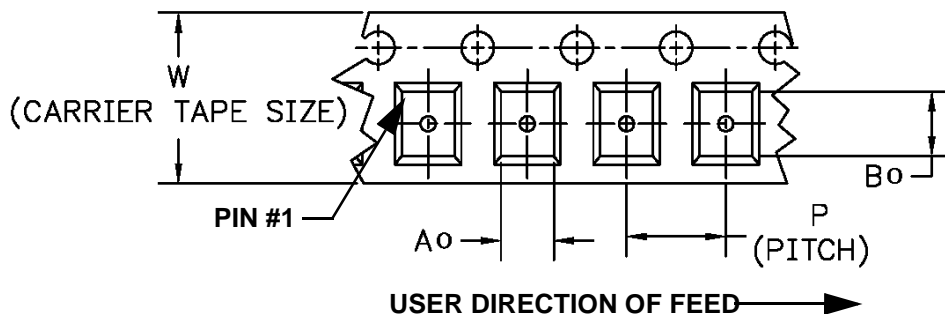 W
(CARRIER TAPE SIZE)
Bo
PIN #1
P
Ao
(PITCH)
USER DIRECTION OF FEED